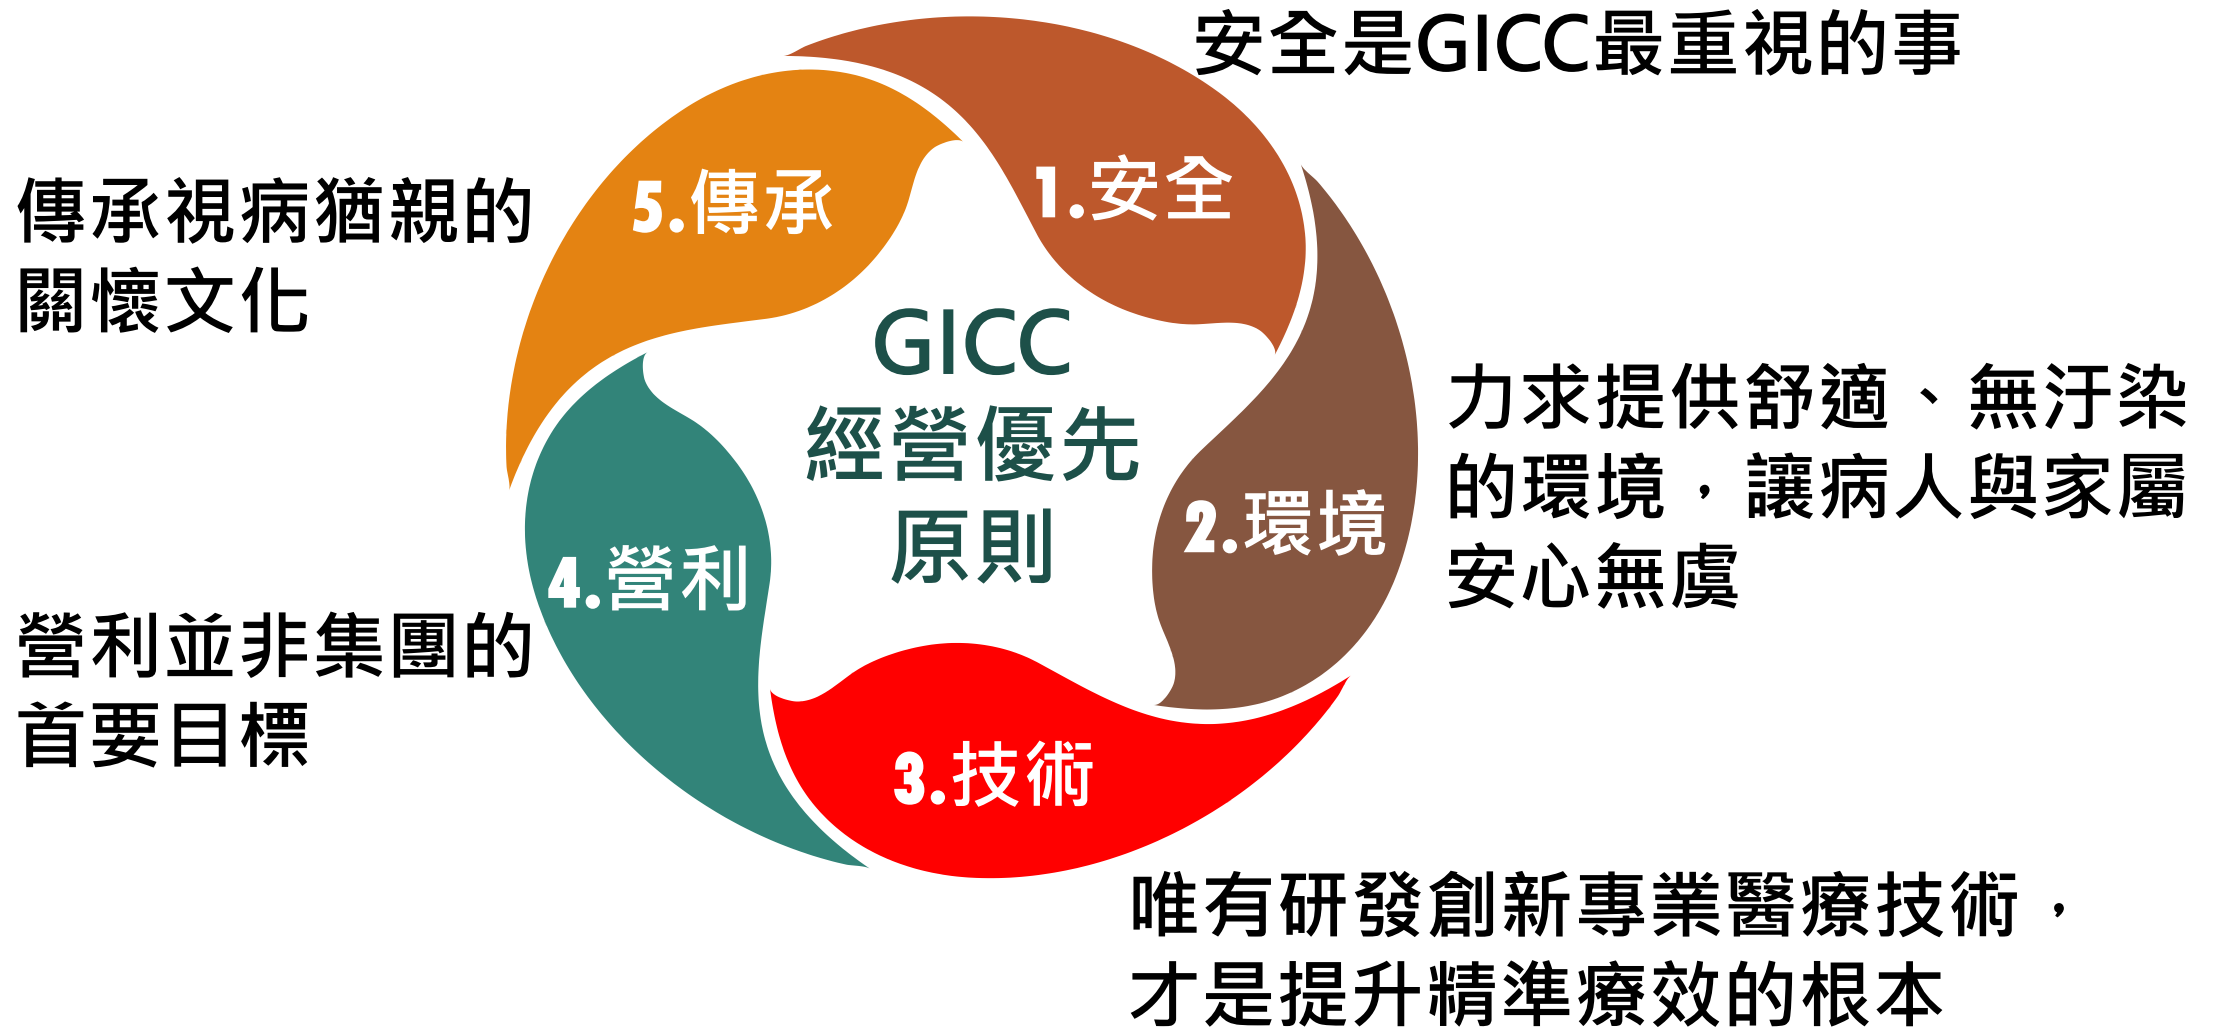 安全是GICC最重視的事
1.安全
5.傳承
傳承視病猶親的
關懷文化
GICC
經營優先
原則
力求提供舒適、無汙染
的環境，讓病人與家屬
安心無虞
2.環境
4.營利
營利並非集團的
首要目標
3.技術
唯有研發創新專業醫療技術，
才是提升精準療效的根本